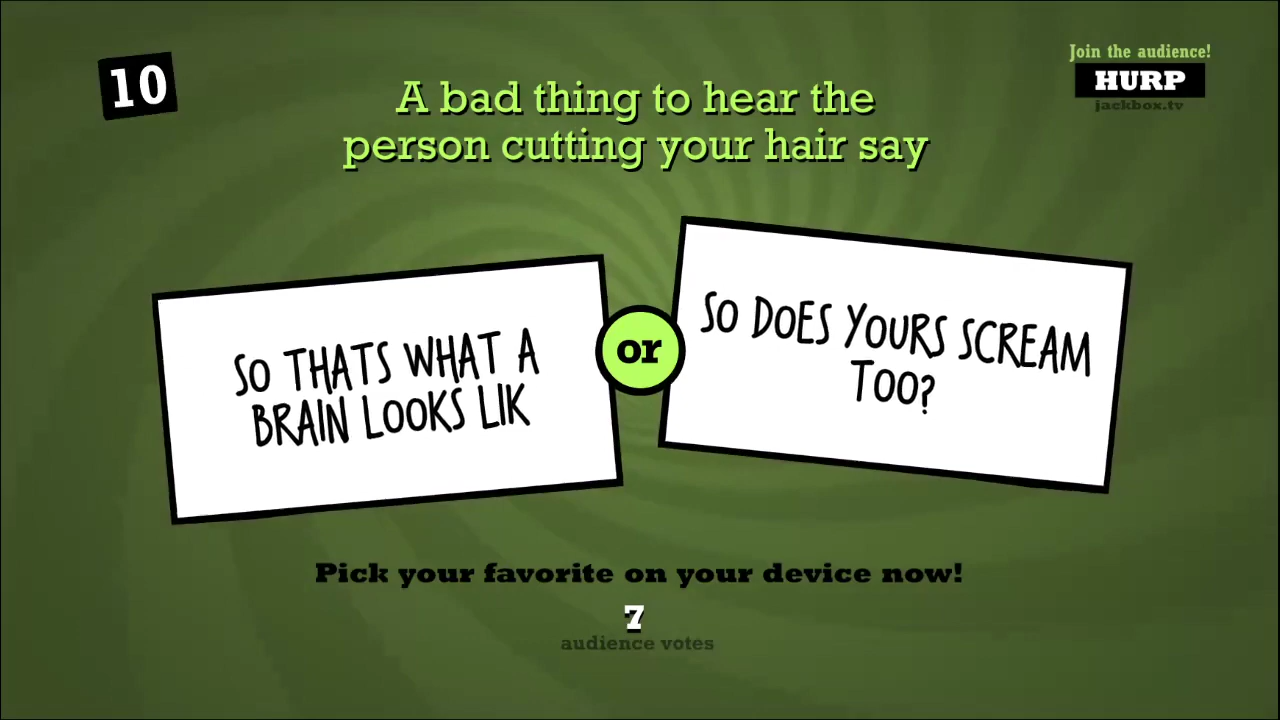 10
Join the audience!
HURP
jackbox.tv
A bad thing to hear the
person cutting your hair say
SO THATS WHAT A
BRAIN LOOKS LIK
or
SO DOES YOURS SCREAM
TOO?
Pick your favorite on your device now!
7
audience votes